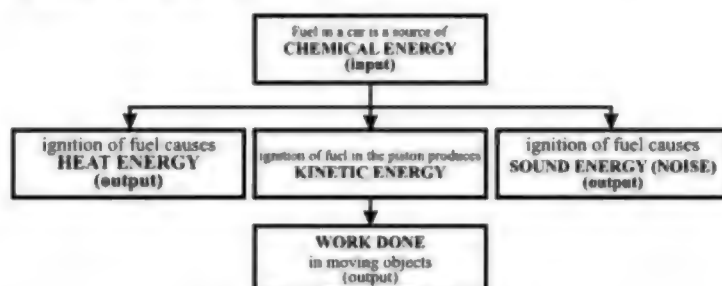 Fuel in a car is a source of
CHEMICAL ENERGY
(input)
ignition of fuel causes
HEAT ENERGY
(output)
ignition of fuel in the piston produces
KINETIC ENERGY
ignition of fuel causes
SOUND ENERGY (NOISE)
(output)
WORK DONE
in moving objects
(output)